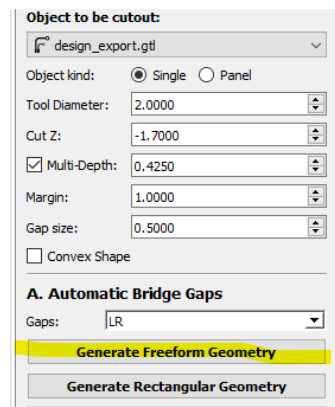 Object to be cutout:
design_export.gtl
Object kind: Single Panel
Tool Diameter: 2.0000
Cut Z: -1.7000
Multi-Depth: 0.4250
Margin: 1.0000
Gap size: 0.5000
Convex Shape
A. Automatic Bridge Gaps
Gaps: LR
Generate Freeform Geometry
Generate Rectangular Geometry